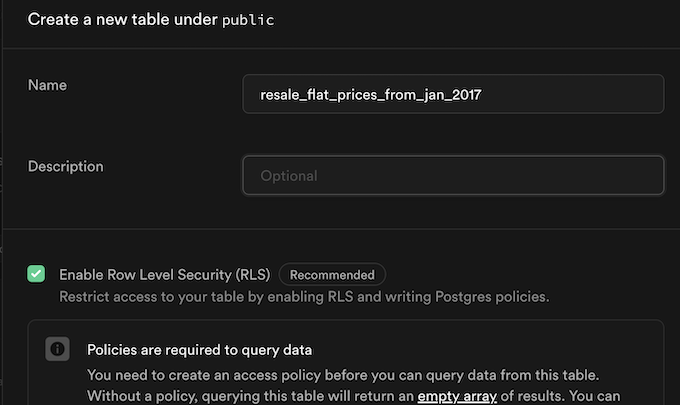 Create a new table under public
Name
resale_flat_prices_from_jan_2017
Description
Optional
Enable Row Level Security (RLS) Recommended
Restrict access to your table by enabling RLS and writing Postgres policies.
Policies are required to query data
You need to create an access policy before you can query data from this table.
Without a policy, querying this table will return an empty array of results. You can